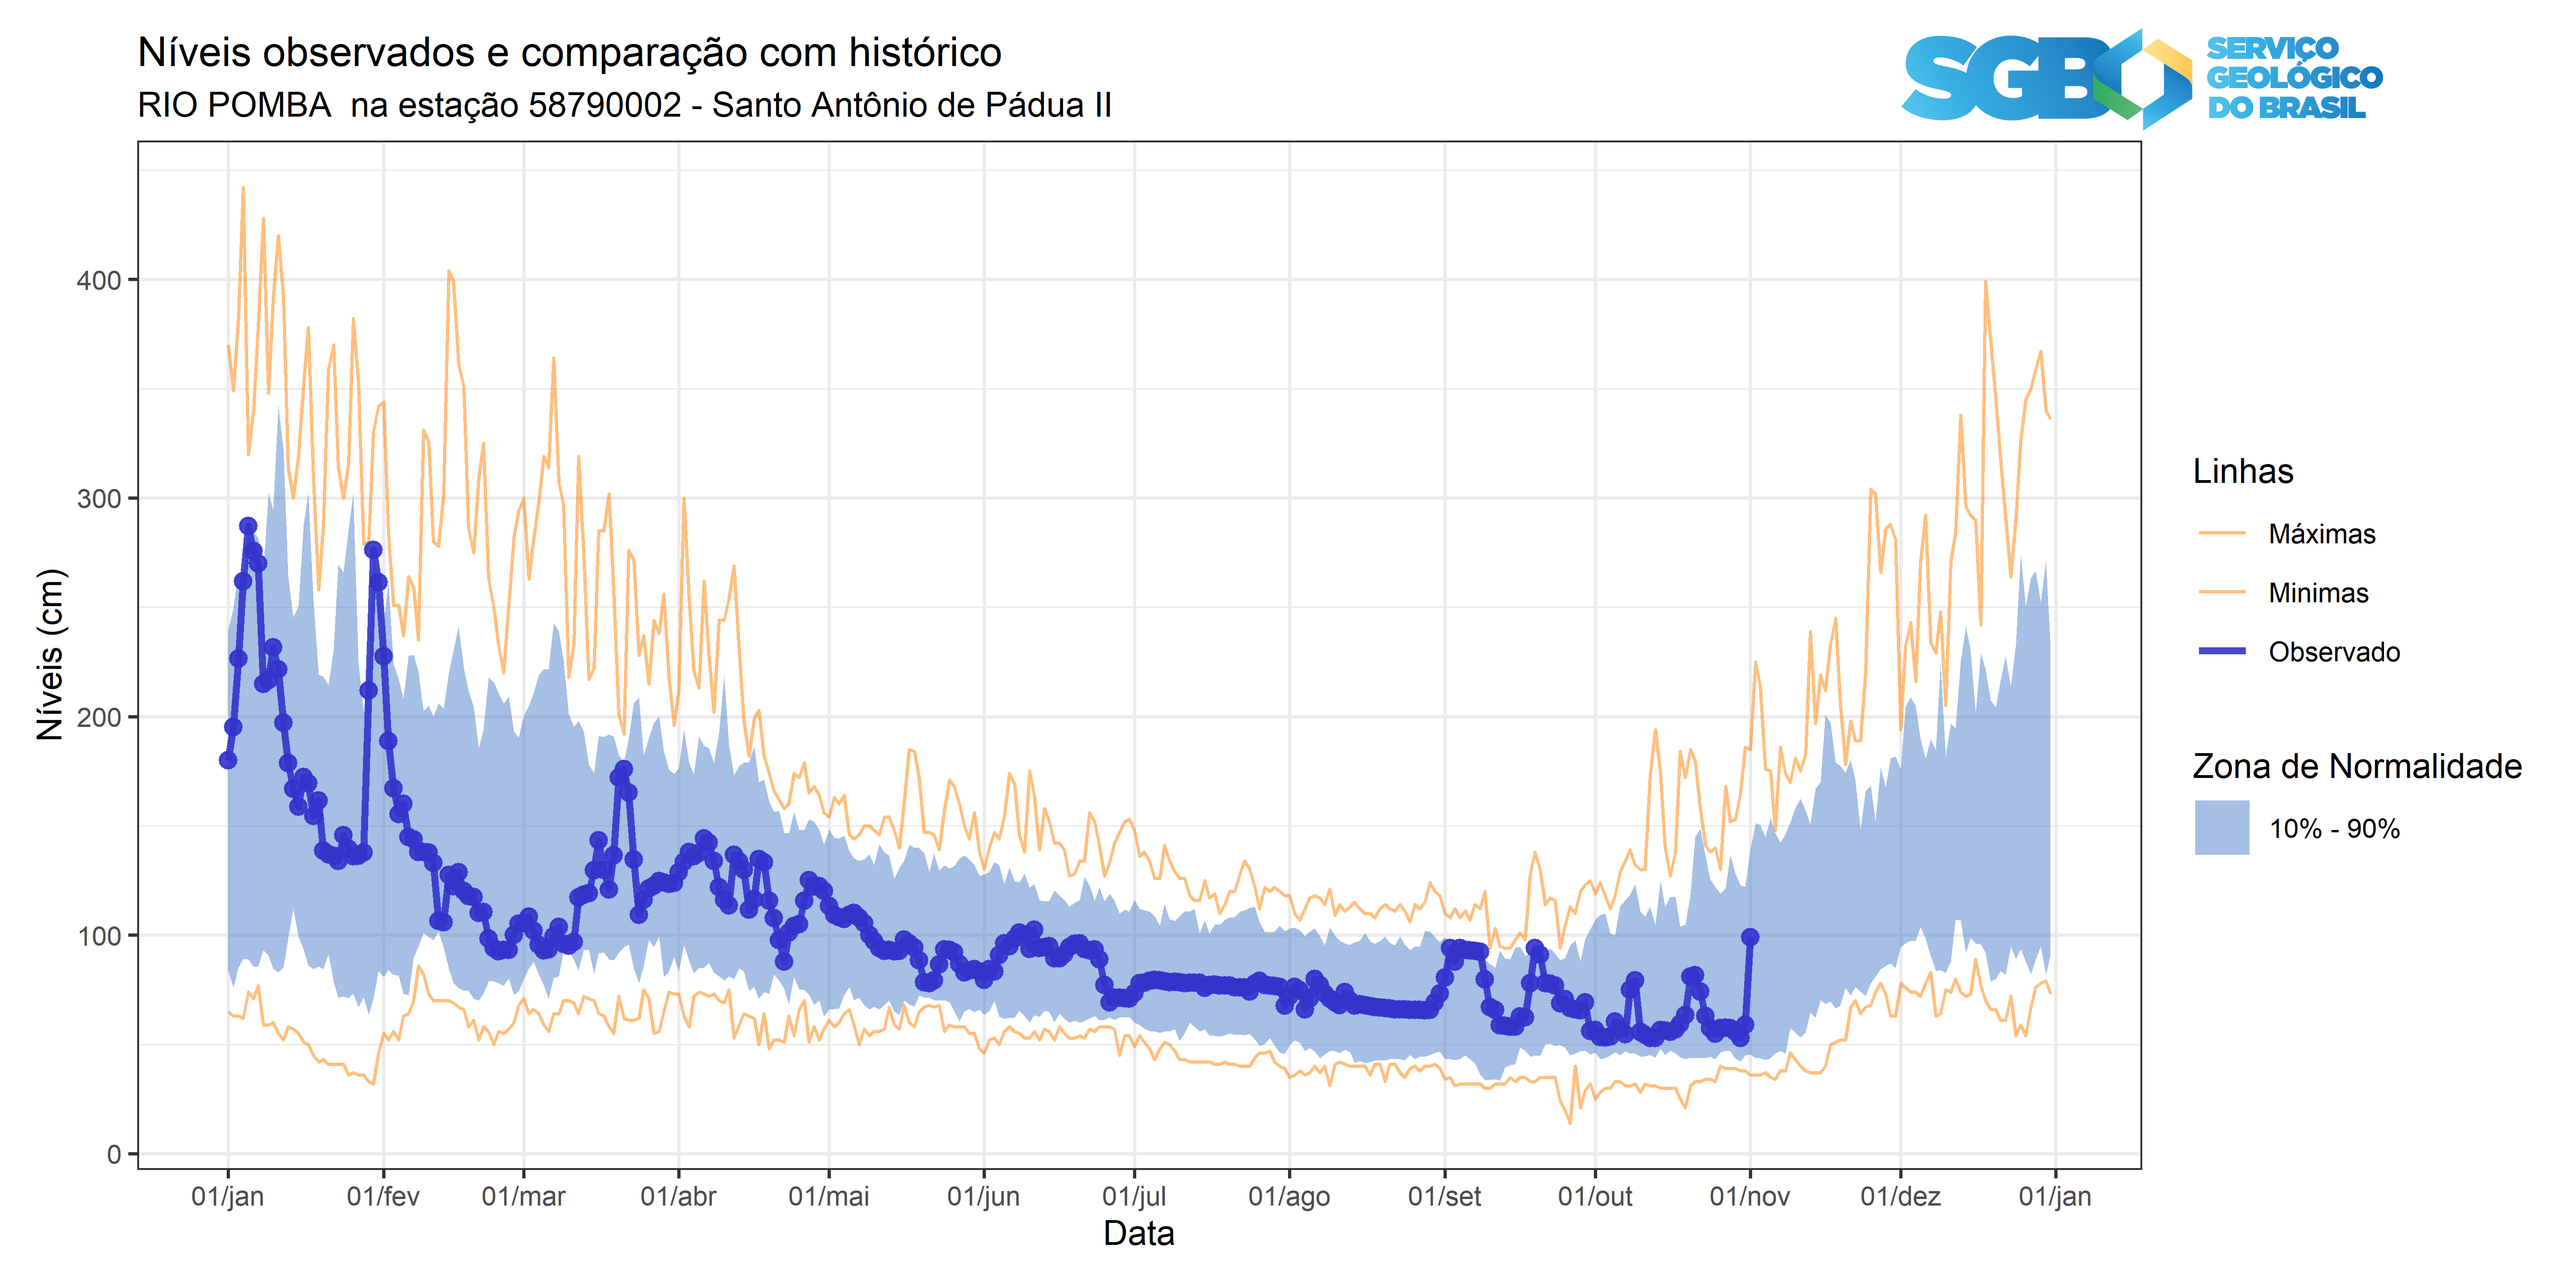 Níveis observados e comparação com histórico
RIO POMBA  na estação 58790002 - Santo Antônio de Pádua II
SGB
SERVIÇO
GEOLÓGICO
DO BRASIL
Níveis (cm)
400
300
200
100
0
01/jan
01/fev
01/mar
01/abr
01/mai
01/jun
01/jul
01/ago
01/set
01/out
01/nov
01/dez
01/jan
Data
Linhas
Máximas
Minimas
Observado
Zona de Normalidade
10% - 90%